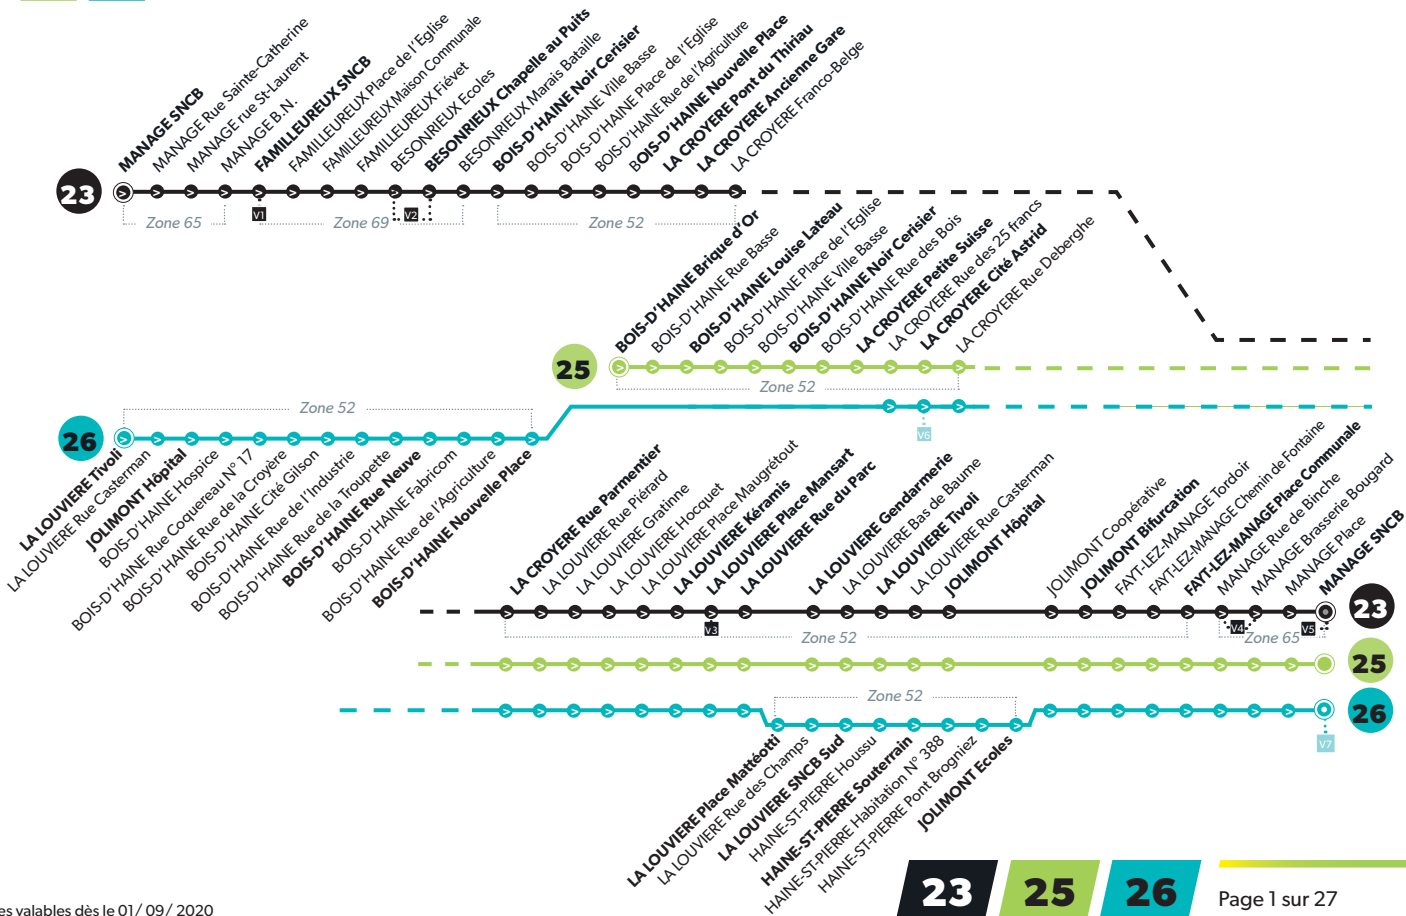 MANAGE SNCB
MANAGE Rue Sainte-Catherine
MANAGE rue St-Laurent
MANAGE B.N.
FAMILLEUREUX SNCB
FAMILLEUREUX Place de l'Eglise
FAMILLEUREUX Maison Communale
FAMILLEUREUX Fiévet
BESONRIEUX Ecoles
BESONRIEUX Chapelle au Puits
BESONRIEUX Marais Bataille
BOIS-D'HAINE Noir Cerisier
BOIS-D'HAINE Ville Basse
BOIS-D'HAINE Place de l'Eglise
BOIS-D'HAINE Rue de l'Agriculture
BOIS-D'HAINE Nouvelle Place
LA CROYERE Pont du Thiriau
LA CROYERE Ancienne Gare
LA CROYERE Franco-Belge
23
V1
V2
Zone 65
Zone 69
Zone 52
BOIS-D'HAINE Brique d'Or
BOIS-D'HAINE Rue Basse
BOIS-D'HAINE Louise Lateau
BOIS-D'HAINE Place de l'Eglise
BOIS-D'HAINE Ville Basse
BOIS-D'HAINE Noir Cerisier
BOIS-D'HAINE Rue des Bois
LA CROYERE Petite Suisse
LA CROYERE Rue des 25 francs
LA CROYERE Cité Astrid
LA CROYERE Rue Deberghe
25
Zone 52
Zone 52
26
V6
LA LOUVIERE Tivoli
LA LOUVIERE Rue Casterman
JOLIMONT Hôpital
BOIS-D'HAINE Hospice
BOIS-D'HAINE Rue Coquereau N° 17
BOIS-D'HAINE Rue de la Croyère
BOIS-D'HAINE Cité Gilson
BOIS-D'HAINE Rue de l'Industrie
BOIS-D'HAINE Rue de la Troupette
BOIS-D'HAINE Rue Neuve
BOIS-D'HAINE Fabricom
BOIS-D'HAINE Rue de l'Agriculture
BOIS-D'HAINE Nouvelle Place
LA CROYERE Rue Parmentier
LA LOUVIERE Rue Piérard
LA LOUVIERE Gratinne
LA LOUVIERE Hocquet
LA LOUVIERE Place Maugrétout
LA LOUVIERE Kéramis
LA LOUVIERE Place Mansart
LA LOUVIERE Rue du Parc
LA LOUVIERE Gendarmerie
LA LOUVIERE Bas de Baume
LA LOUVIERE Tivoli
LA LOUVIERE Rue Casterman
JOLIMONT Hôpital
JOLIMONT Coopérative
JOLIMONT Bifurcation
FAYT-LEZ-MANAGE Tordoir
FAYT-LEZ-MANAGE Chemin de Fontaine
FAYT-LEZ-MANAGE Place Communale
MANAGE Rue de Binche
MANAGE Brasserie Bougard
MANAGE Place
MANAGE SNCB
23
V3
V4
V5
Zone 52
Zone 65
25
Zone 52
26
V7
LA LOUVIERE Place Mattéotti
LA LOUVIERE Rue des Champs
LA LOUVIERE SNCB Sud
HAINE-ST-PIERRE Houssu
HAINE-ST-PIERRE Souterrain
HAINE-ST-PIERRE Habitation N° 388
HAINE-ST-PIERRE Pont Brogniez
JOLIMONT Ecoles
23 25 26
Page 1 sur 27
es valables dès le 01/ 09/ 2020